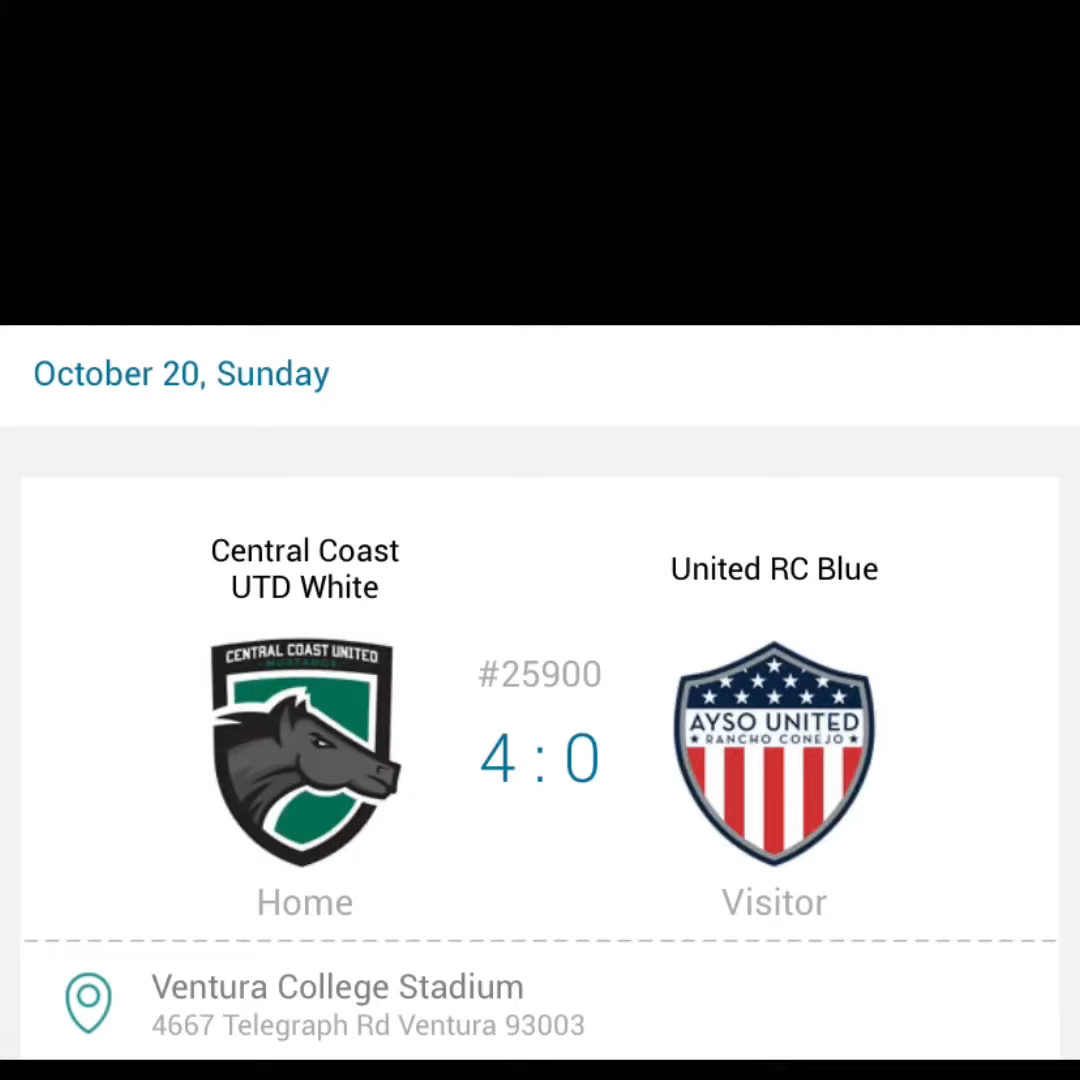 October 20, Sunday
Central Coast
UTD White
United RC Blue
CENTRAL COAST UNITED
MUSTANGS
#25900
4 : 0
AYSO UNITED
★ RANCHO CONEJO ★
Home
Visitor
Ventura College Stadium
4667 Telegraph Rd Ventura 93003